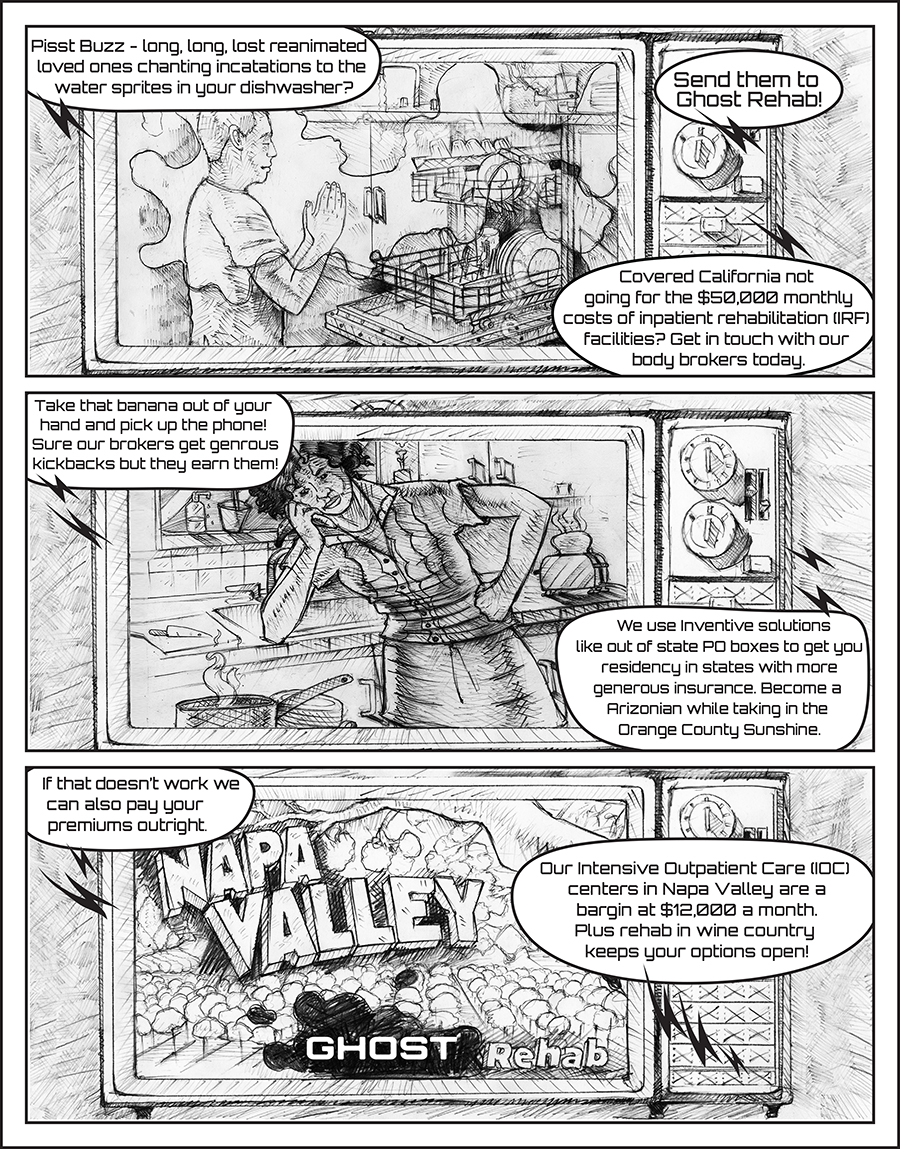 Pisst Buzz - long, long, lost reanimated
loved ones chanting incatations to the
water sprites in your dishwasher?
Send them to
Ghost Rehab!
Covered California not
going for the $50,000 monthly
costs of inpatient rehabilitation (IRF)
facilities? Get in touch with our
body brokers today.
Take that banana out of your
hand and pick up the phone!
Sure our brokers get genrous
kickbacks but they earn them!
We use Inventive solutions
like out of state PO boxes to get you
residency in states with more
generous insurance. Become a
Arizonian while taking in the
Orange County Sunshine.
If that doesn't work we
can also pay your
premiums outright.
Our Intensive Outpatient Care (IOC)
centers in Napa Valley are a
bargin at $12,000 a month.
Plus rehab in wine country
keeps your options open!
NAPA
VALLEY
GHOST Rehab